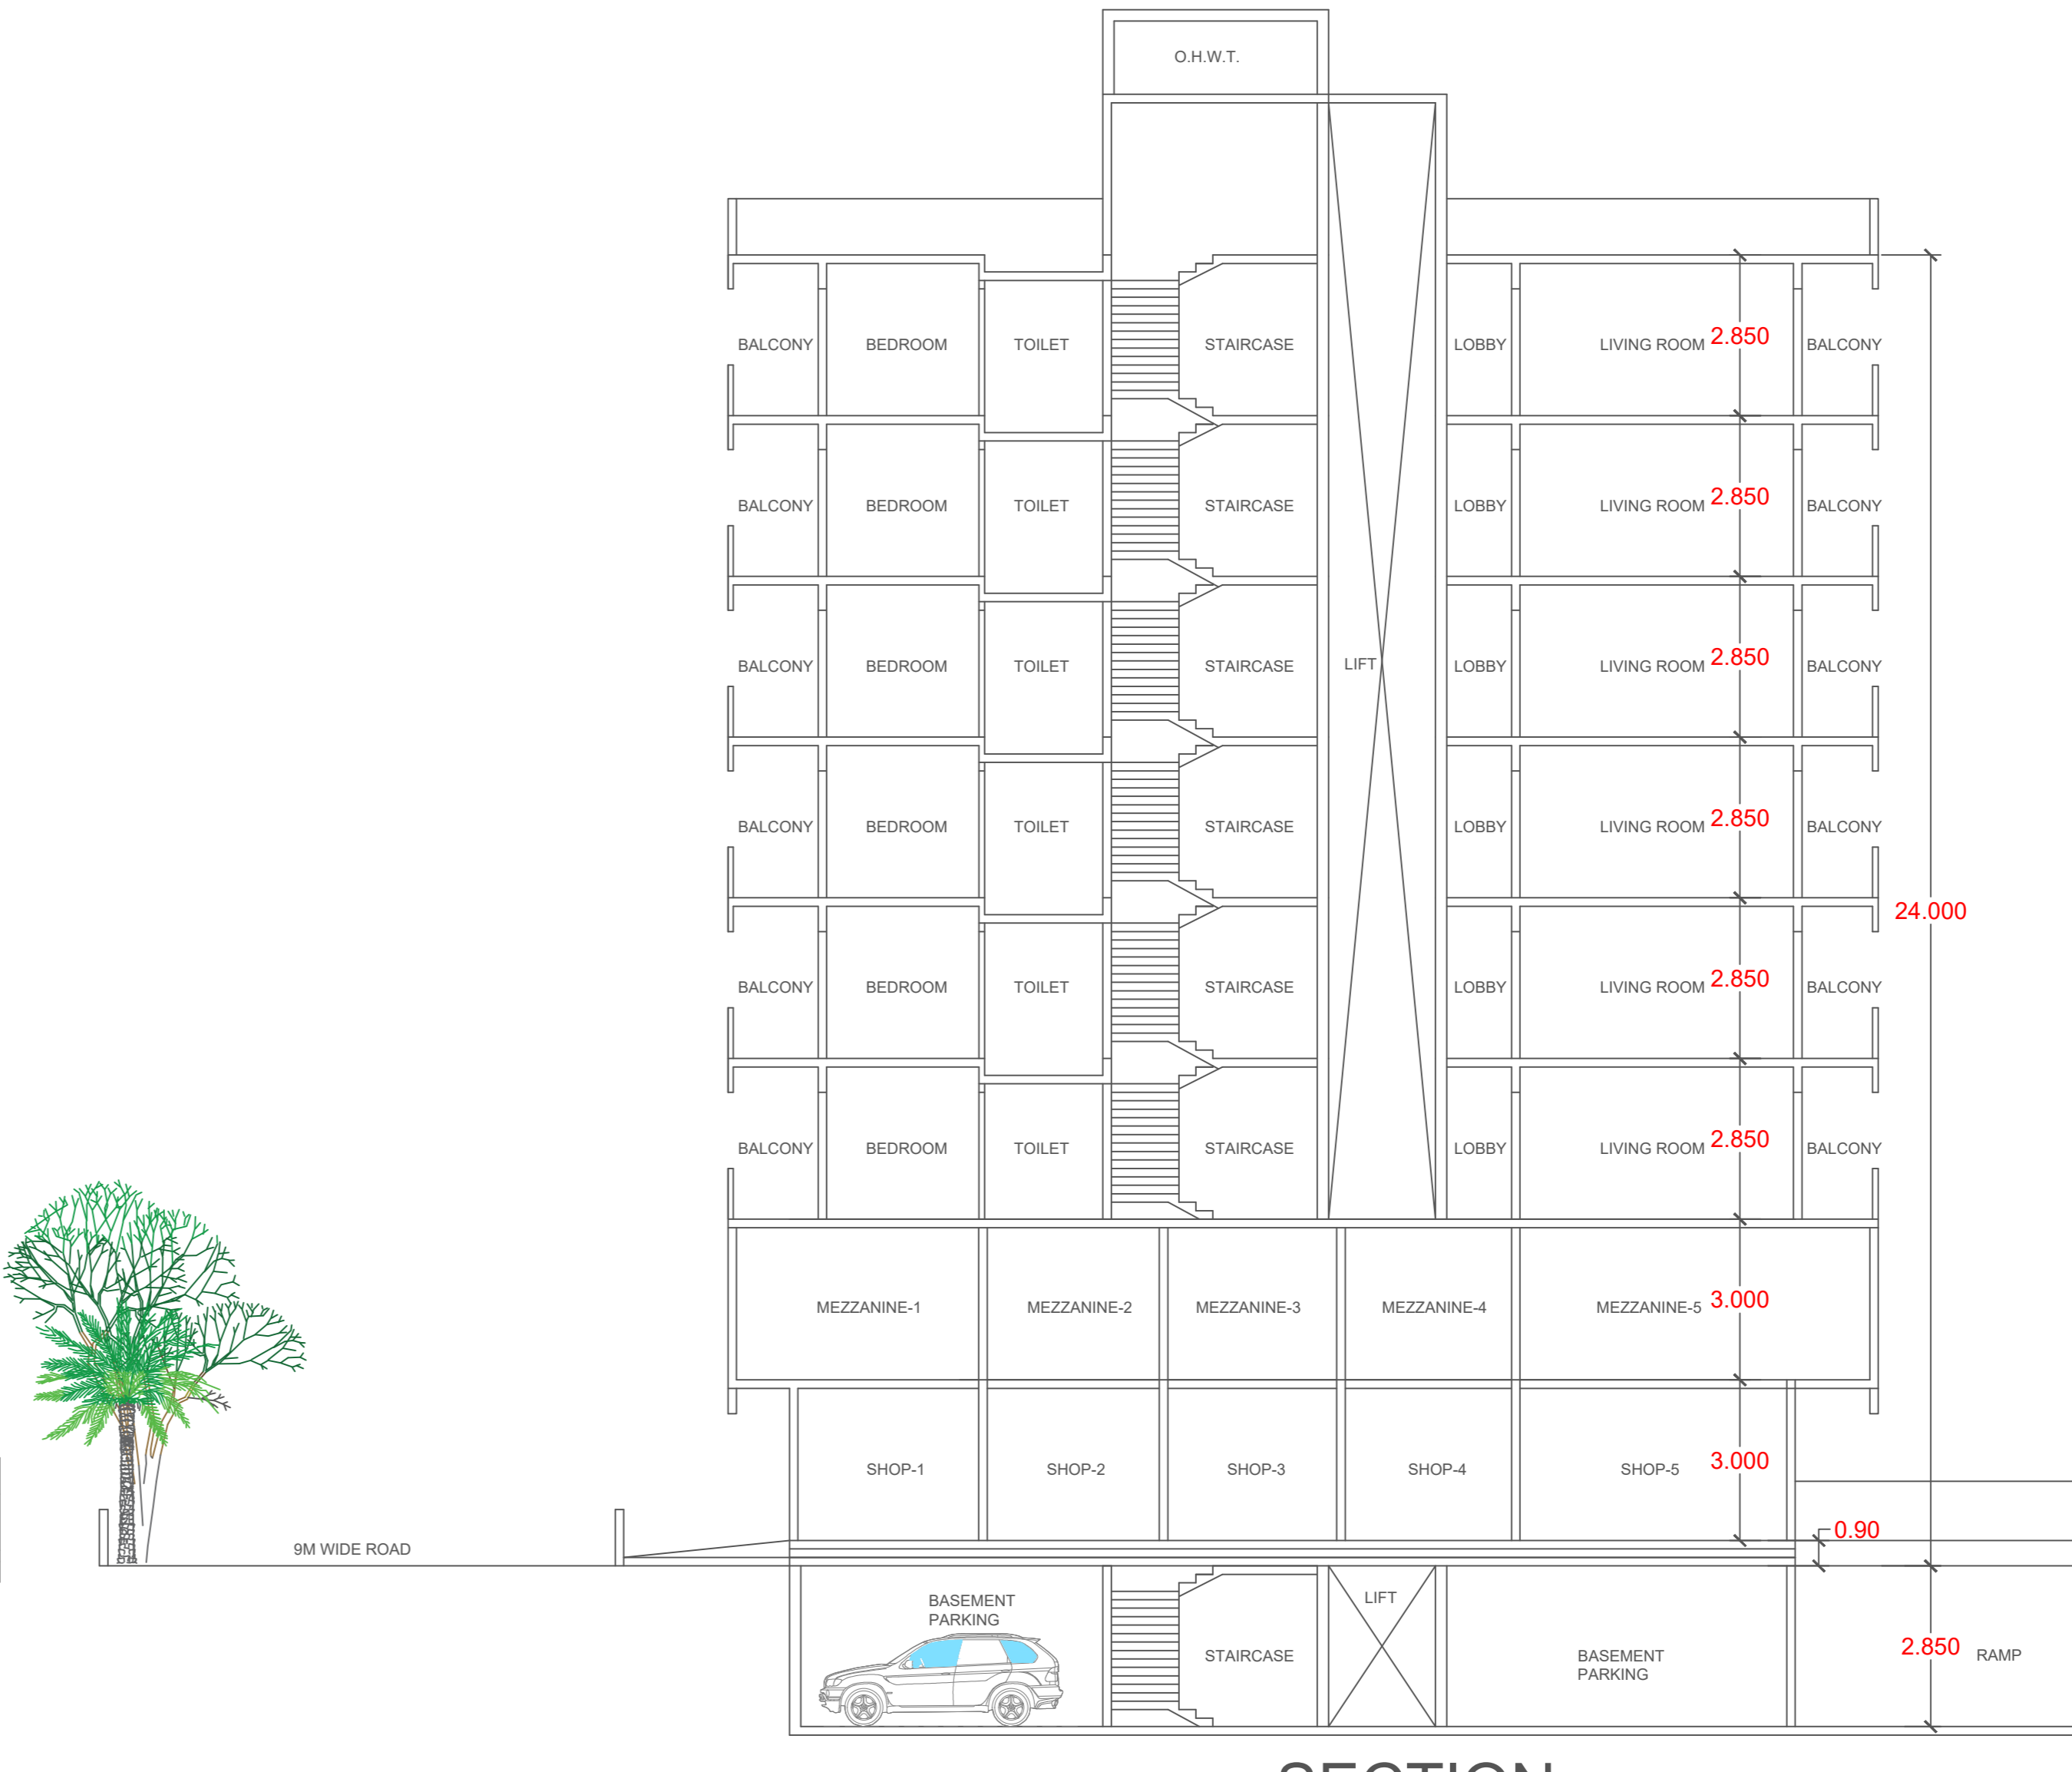 O.H.W.T.
BALCONY BEDROOM TOILET STAIRCASE LOBBY LIVING ROOM 2.850 BALCONY
BALCONY BEDROOM TOILET STAIRCASE LOBBY LIVING ROOM 2.850 BALCONY
BALCONY BEDROOM TOILET STAIRCASE LIFT LOBBY LIVING ROOM 2.850 BALCONY
BALCONY BEDROOM TOILET STAIRCASE LOBBY LIVING ROOM 2.850 BALCONY
24.000
BALCONY BEDROOM TOILET STAIRCASE LOBBY LIVING ROOM 2.850 BALCONY
BALCONY BEDROOM TOILET STAIRCASE LOBBY LIVING ROOM 2.850 BALCONY
MEZZANINE-1 MEZZANINE-2 MEZZANINE-3 MEZZANINE-4 MEZZANINE-5 3.000
SHOP-1 SHOP-2 SHOP-3 SHOP-4 SHOP-5 3.000
0.90
9M WIDE ROAD
BASEMENT
PARKING
LIFT
STAIRCASE
BASEMENT
PARKING
2.850 RAMP
SECTION